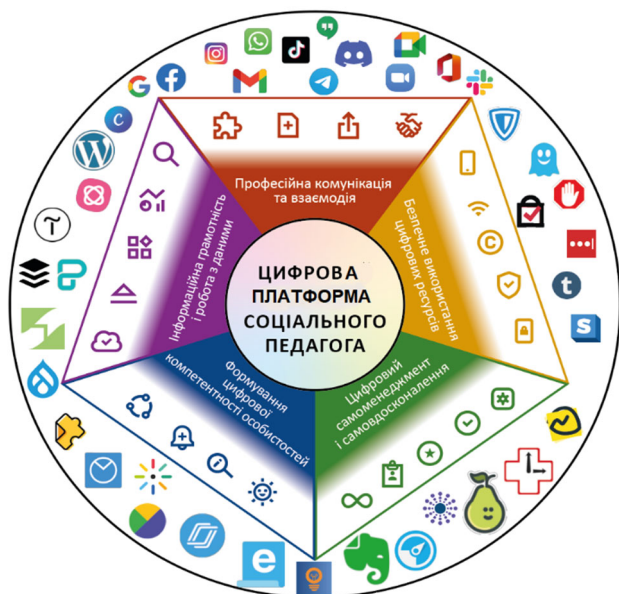 Професійна комунікація
та взаємодія
Безпечне використання
цифрових ресурсів
Інформаційна грамотність
і робота з даними
ЦИФРОВА
ПЛАТФОРМА
СОЦІАЛЬНОГО
ПЕДАГОГА
Формування
цифрової
компетентності особистостей
Цифровий
самоменеджмент
і самовдосконалення